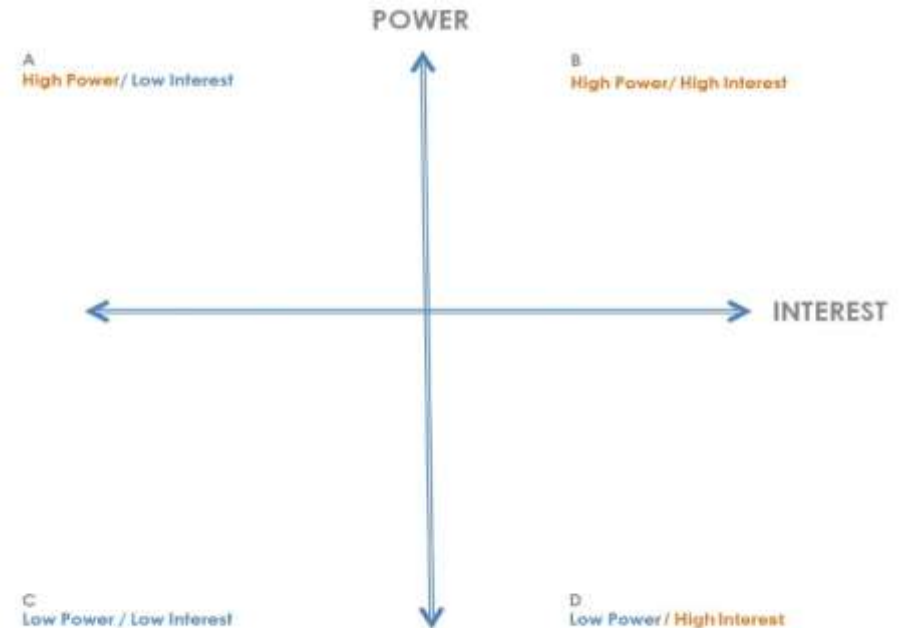 POWER
A
High Power/ Low Interest
B
High Power/ High Interest
INTEREST
C
Low Power / Low Interest
D
Low Power / High Interest